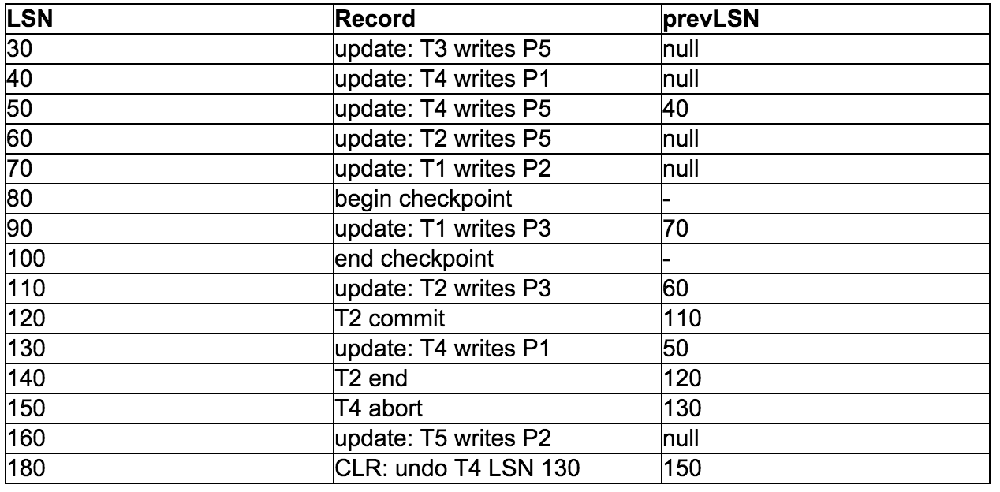 LSN Record prevLSN
30 update: T3 writes P5 null
40 update: T4 writes P1 null
50 update: T4 writes P5 40
60 update: T2 writes P5 null
70 update: T1 writes P2 null
80 begin checkpoint -
90 update: T1 writes P3 70
100 end checkpoint -
110 update: T2 writes P3 60
120 T2 commit 110
130 update: T4 writes P1 50
140 T2 end 120
150 T4 abort 130
160 update: T5 writes P2 null
180 CLR: undo T4 LSN 130 150